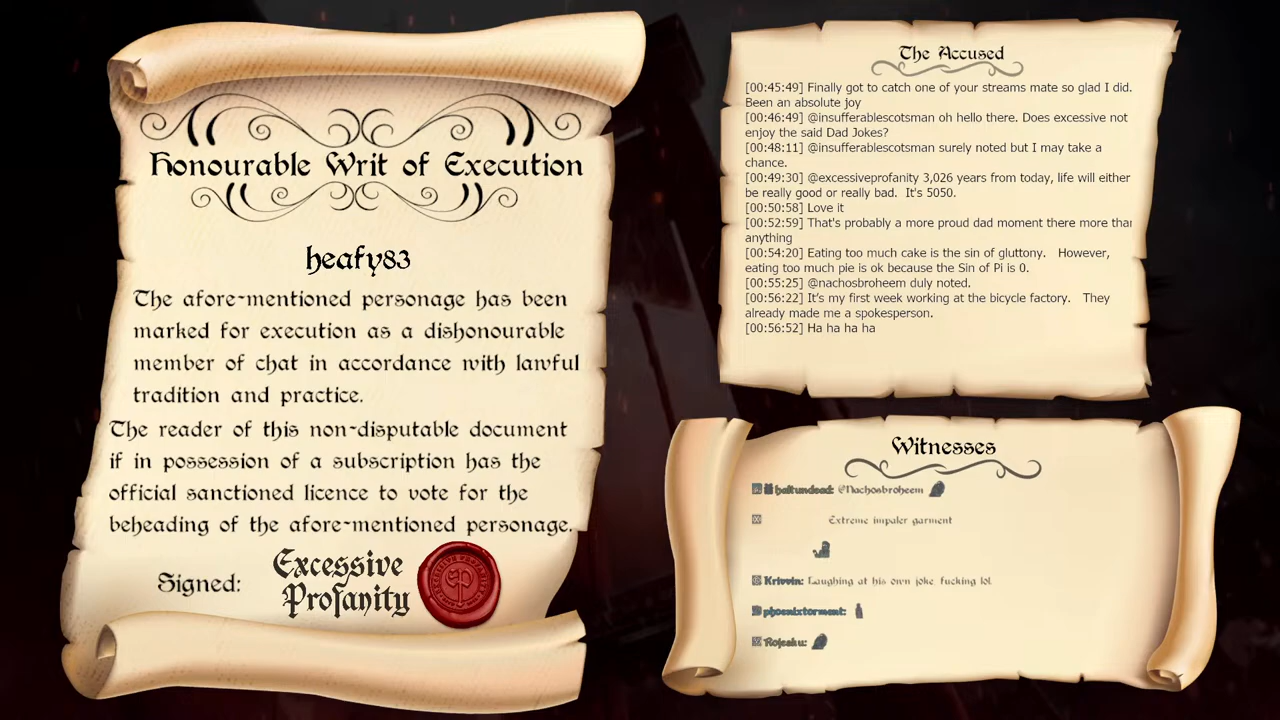 Honourable Writ of Execution
heafy83
The afore-mentioned personage has been
marked for execution as a dishonourable
member of chat in accordance with lawful
tradition and practice.
The reader of this non-disputable document
if in possession of a subscription has the
official sanctioned licence to vote for the
beheading of the afore-mentioned personage.
Signed:
Excessive
Profanity
EP
The Accused
[00:45:49] Finally got to catch one of your streams mate so glad I did.
Been an absolute joy
[00:46:49] @insufferablescotsman oh hello there. Does excessive not
enjoy the said Dad Jokes?
[00:48:11] @insufferablescotsman surely noted but I may take a
chance.
[00:49:30] @excessiveprofanity 3,026 years from today, life will either
be really good or really bad.  It's 5050.
[00:50:58] Love it
[00:52:59] That's probably a more proud dad moment there more than
anything
[00:54:20] Eating too much cake is the sin of gluttony.   However,
eating too much pie is ok because the Sin of Pi is 0.
[00:55:25] @nachosbroheem duly noted.
[00:56:22] It’s my first week working at the bicycle factory.   They
already made me a spokesperson.
[00:56:52] Ha ha ha ha
Witnesses
haltundead: @Nachosbroheem
Extreme impaler garment
Krivvin: Laughing at his own joke fucking lol
phoenixtorment:
Rojesku: